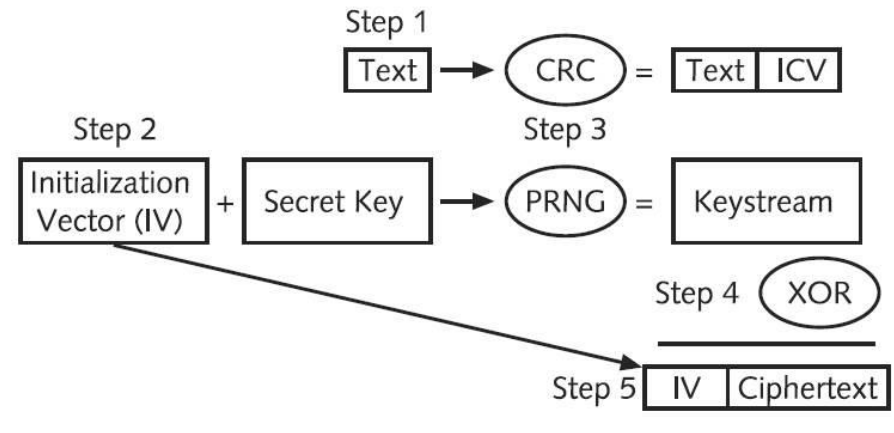 Step 1
Text CRC = Text ICV
Step 2 Step 3
Initialization
Vector (IV) + Secret Key PRNG = Keystream
Step 4 XOR
Step 5 IV Ciphertext